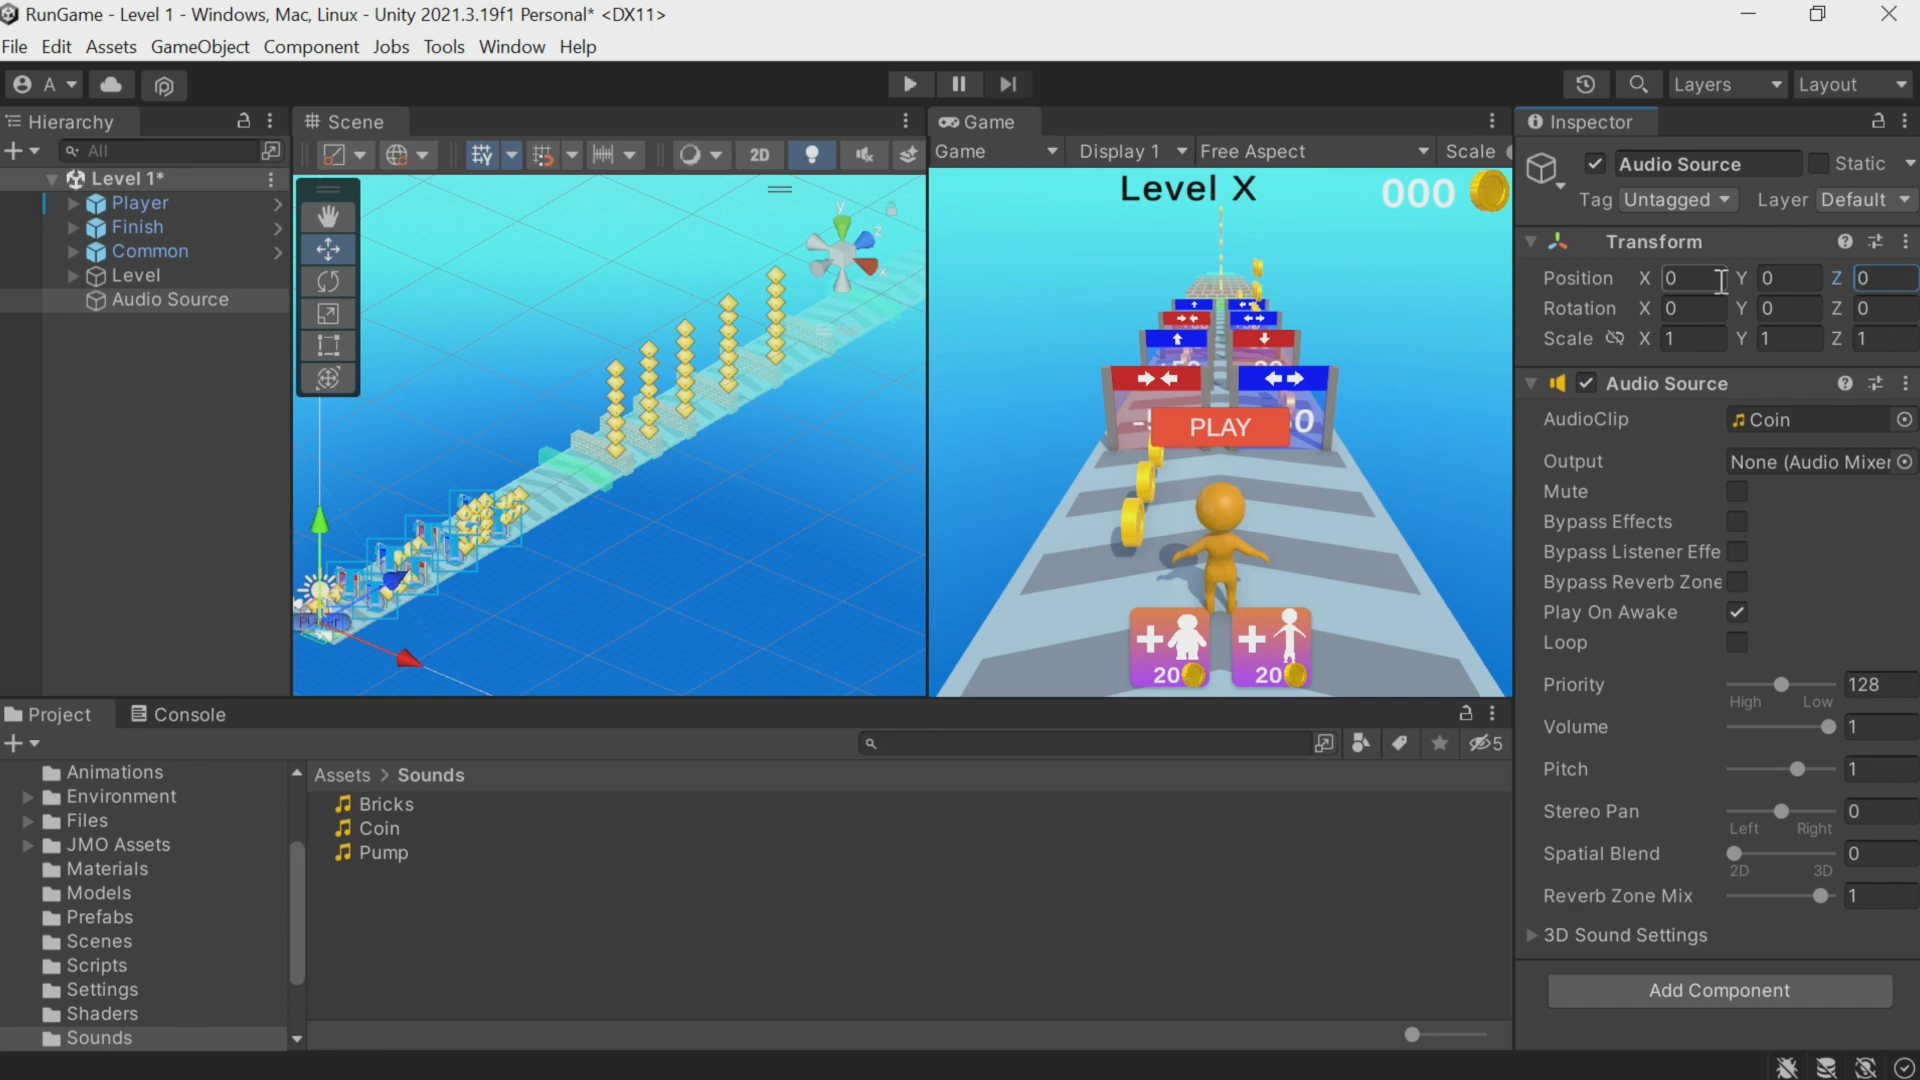 RunGame - Level 1 - Windows, Mac, Linux - Unity 2021.3.19f1 Personal* <DX11>
File Edit Assets GameObject Component Jobs Tools Window Help
A
Layers
Layout
Hierarchy
All
Level 1*
Player
Finish
Common
Level
Audio Source
Scene
2D
y
z
x
Player
Game
Game
Display 1
Free Aspect
Scale
Level X
000
PLAY
20
20
Inspector
Audio Source
Static
Tag Untagged
Layer Default
Transform
Position X 0 Y 0 Z 0
Rotation X 0 Y 0 Z 0
Scale X 1 Y 1 Z 1
Audio Source
AudioClip Coin
Output None (Audio Mixer
Mute
Bypass Effects
Bypass Listener Effe
Bypass Reverb Zone
Play On Awake
Loop
Priority 128
High Low
Volume 1
Pitch 1
Stereo Pan 0
Left Right
Spatial Blend 0
2D 3D
Reverb Zone Mix 1
3D Sound Settings
Add Component
Project
Console
5
Animations
Environment
Files
JMO Assets
Materials
Models
Prefabs
Scenes
Scripts
Settings
Shaders
Sounds
Assets > Sounds
Bricks
Coin
Pump